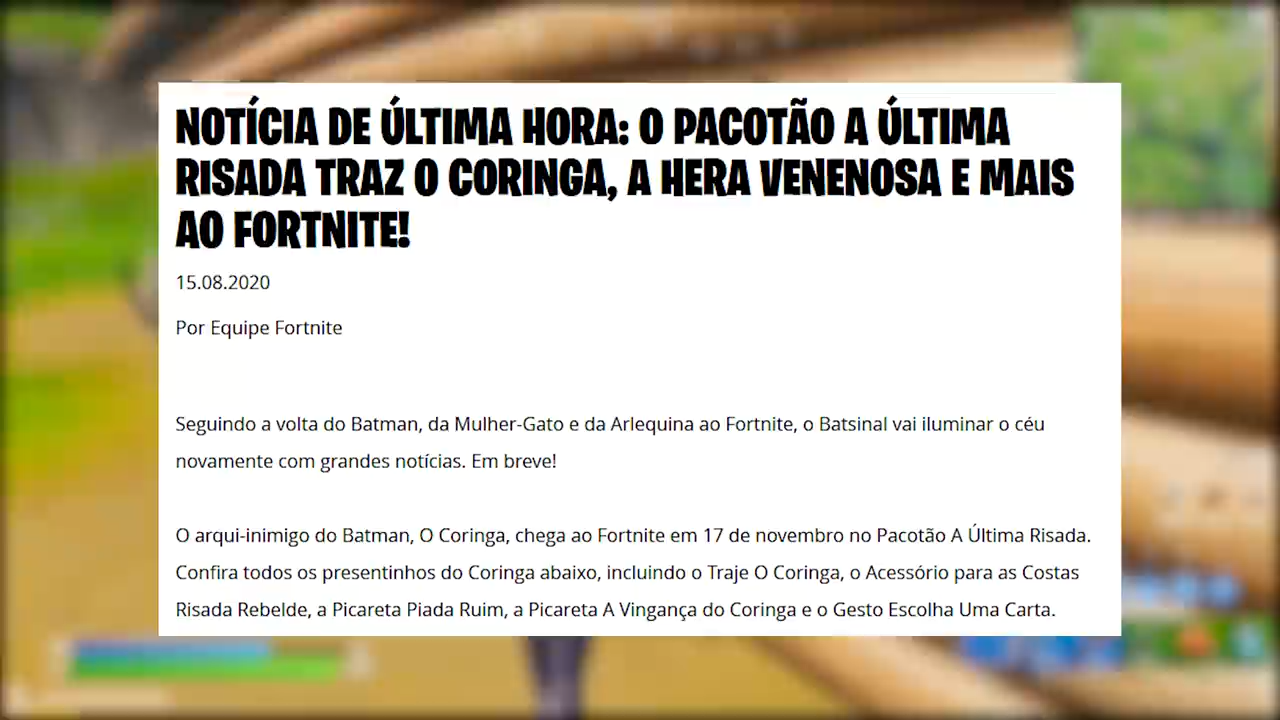 NOTÍCIA DE ÚLTIMA HORA: O PACOTÃO A ÚLTIMA
RISADA TRAZ O CORINGA, A HERA VENENOSA E MAIS
AO FORTNITE!
15.08.2020
Por Equipe Fortnite
Seguindo a volta do Batman, da Mulher-Gato e da Arlequina ao Fortnite, o Batsinal vai iluminar o céu
novamente com grandes notícias. Em breve!
O arqui-inimigo do Batman, O Coringa, chega ao Fortnite em 17 de novembro no Pacotão A Última Risada.
Confira todos os presentinhos do Coringa abaixo, incluindo o Traje O Coringa, o Acessório para as Costas
Risada Rebelde, a Picareta Piada Ruim, a Picareta A Vingança do Coringa e o Gesto Escolha Uma Carta.